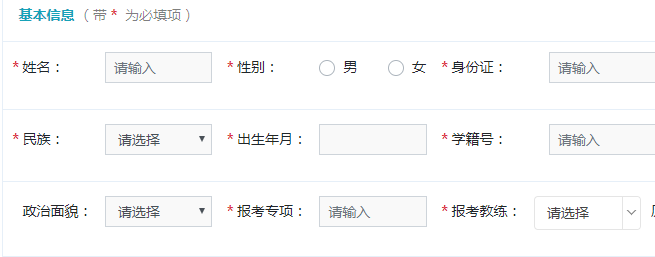 基本信息（带 * 为必填项）
* 姓名： 请输入 * 性别： 男 女 * 身份证： 请输入
* 民族： 请选择 * 出生年月： * 学籍号： 请输入
政治面貌： 请选择 * 报考专项： 请输入 * 报考教练： 请选择